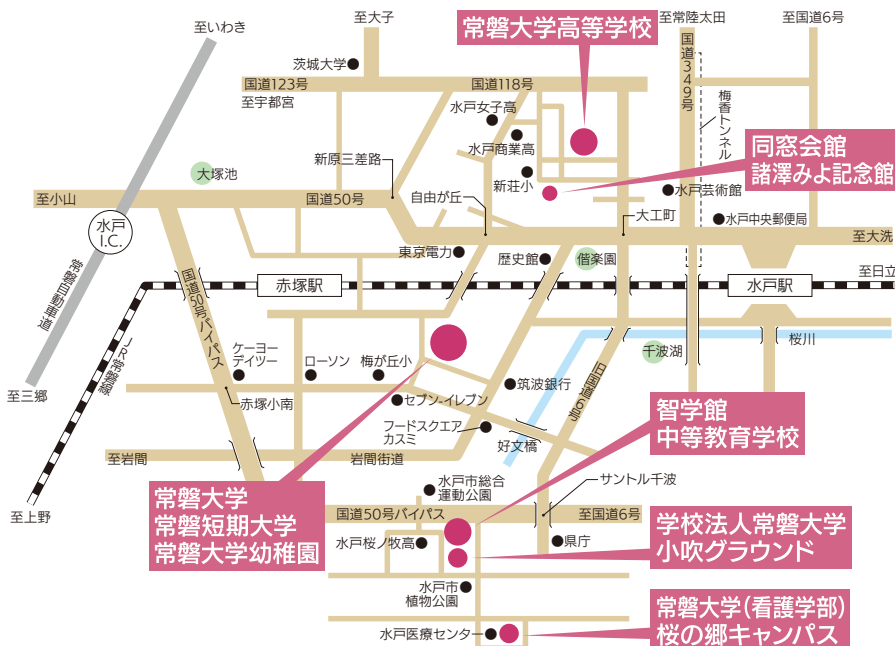 至いわき
至大子
常磐大学高等学校
至常陸太田
至国道6号
茨城大学
国道123号
国道118号
至宇都宮
国道349号
梅香トンネル
水戸女子高
水戸商業高
同窓会館
諸澤みよ記念館
新原三差路
大塚池
新荘小
至小山
国道50号
自由が丘
大工町
水戸芸術館
水戸中央郵便局
至大洗
水戸
I.C.
東京電力
歴史館
偕楽園
常磐自動車道
国道50号バイパス
赤塚駅
水戸駅
至日立
JR常磐線
桜川
千波湖
ケーヨー
デイツー
ローソン
梅が丘小
筑波銀行
旧国道6号
至三郷
赤塚小南
セブン-イレブン
フードスクエア
カスミ
好文橋
智学館
中等教育学校
至岩間
岩間街道
サントル千波
水戸市総合
運動公園
常磐大学
常磐短期大学
常磐大学幼稚園
至上野
国道50号バイパス
至国道6号
水戸桜ノ牧高
県庁
学校法人常磐大学
小吹グラウンド
水戸市
植物公園
水戸医療センター
常磐大学(看護学部)
桜の郷キャンパス